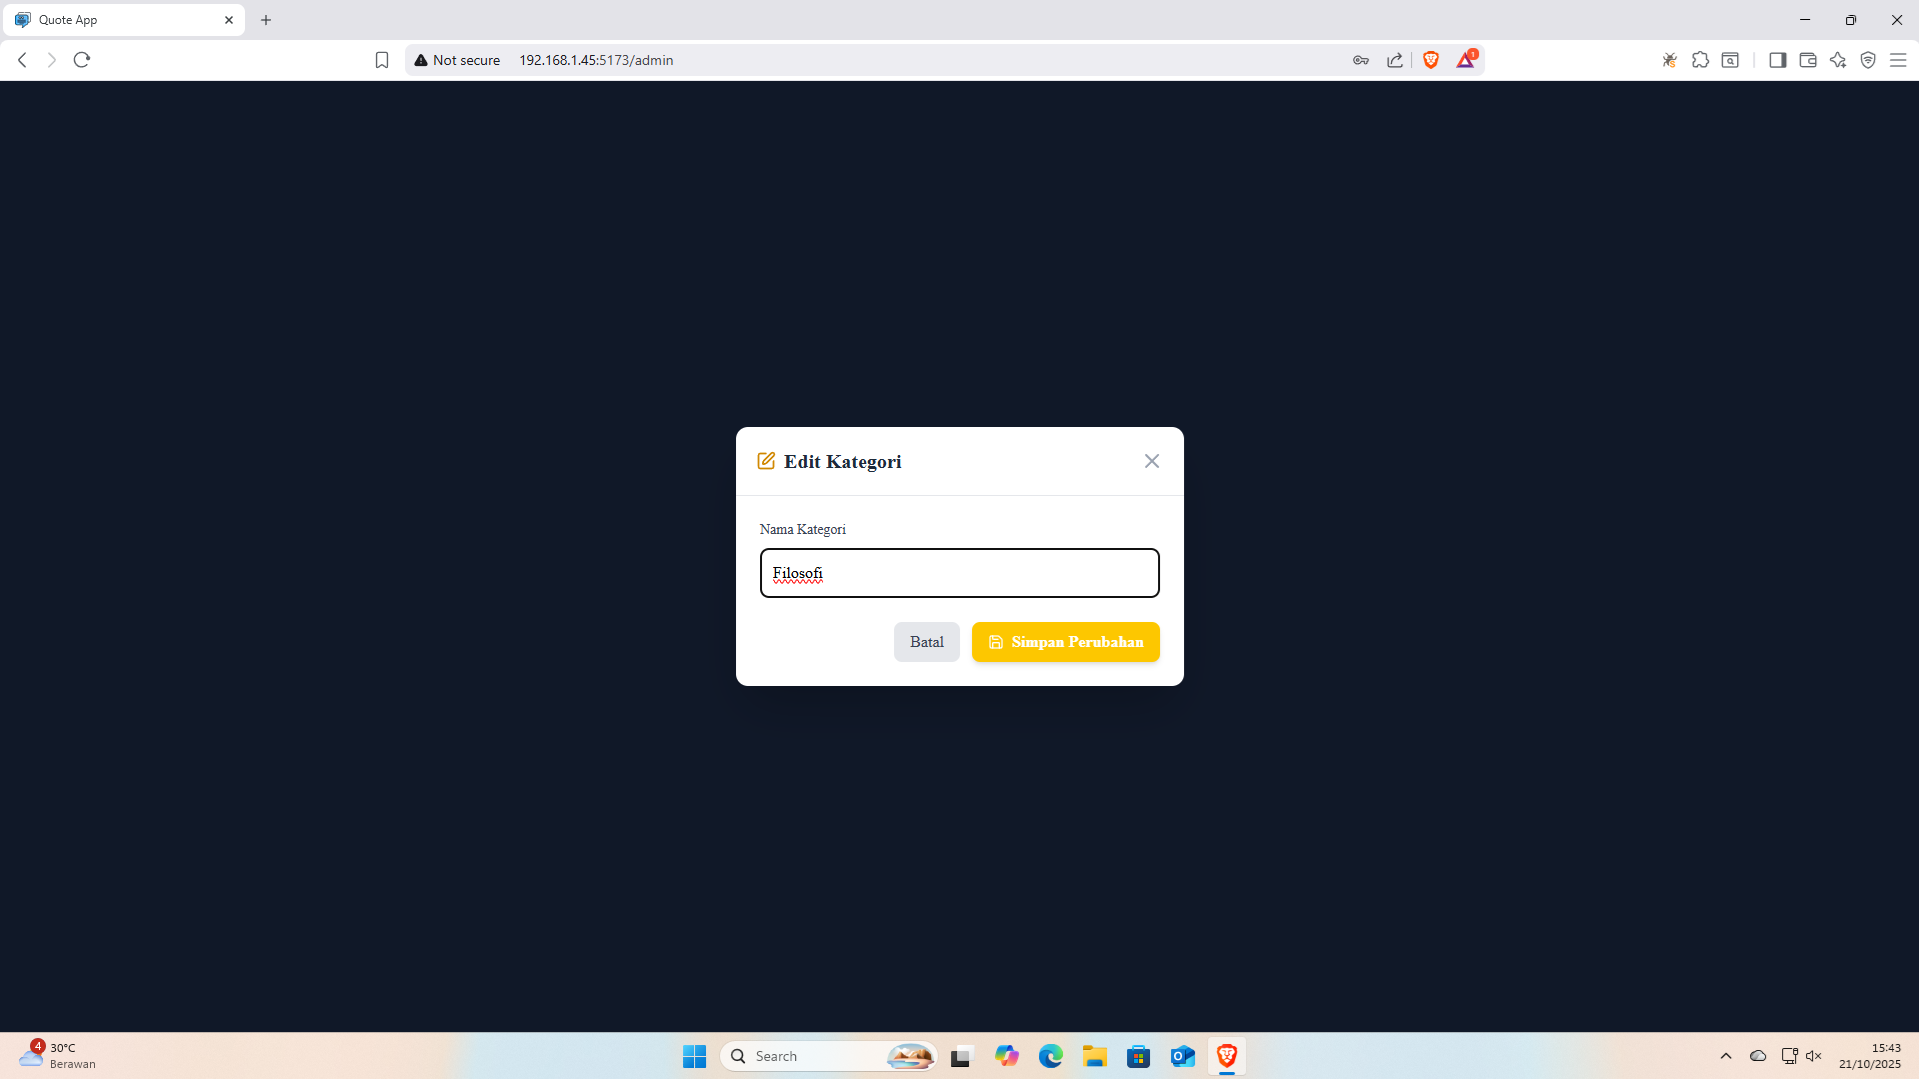 Quote App
Not secure 192.168.1.45:5173/admin
1
Edit Kategori
Nama Kategori
Filosofi
Batal
Simpan Perubahan
4
30°C
Berawan
Search
15:43
21/10/2025